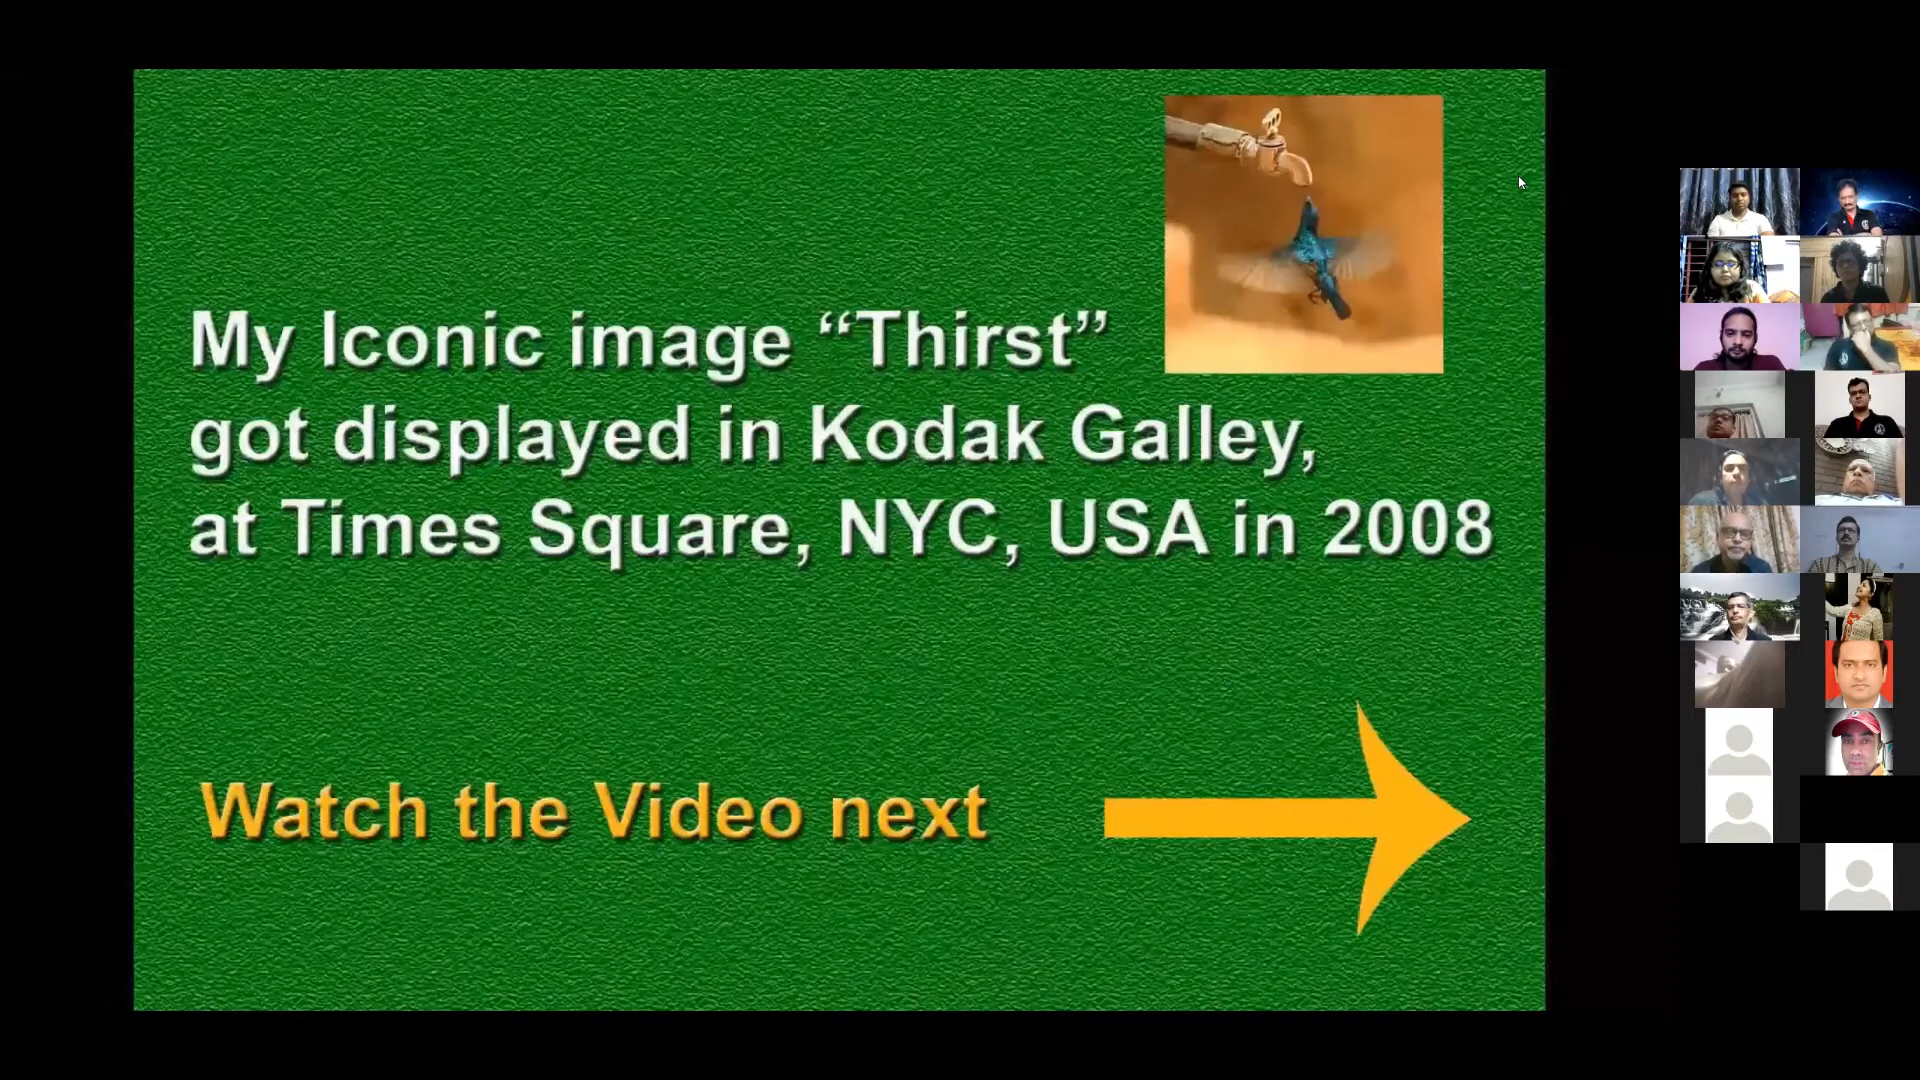 My Iconic image “Thirst”
got displayed in Kodak Galley,
at Times Square, NYC, USA in 2008
Watch the Video next